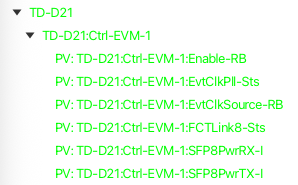 TD-D21
TD-D21:Ctrl-EVM-1
PV: TD-D21:Ctrl-EVM-1:Enable-RB
PV: TD-D21:Ctrl-EVM-1:EvtClkPll-Sts
PV: TD-D21:Ctrl-EVM-1:EvtClkSource-RB
PV: TD-D21:Ctrl-EVM-1:FCTLink8-Sts
PV: TD-D21:Ctrl-EVM-1:SFP8PwrRX-I
PV: TD-D21:Ctrl-EVM-1:SFP8PwrTX-I